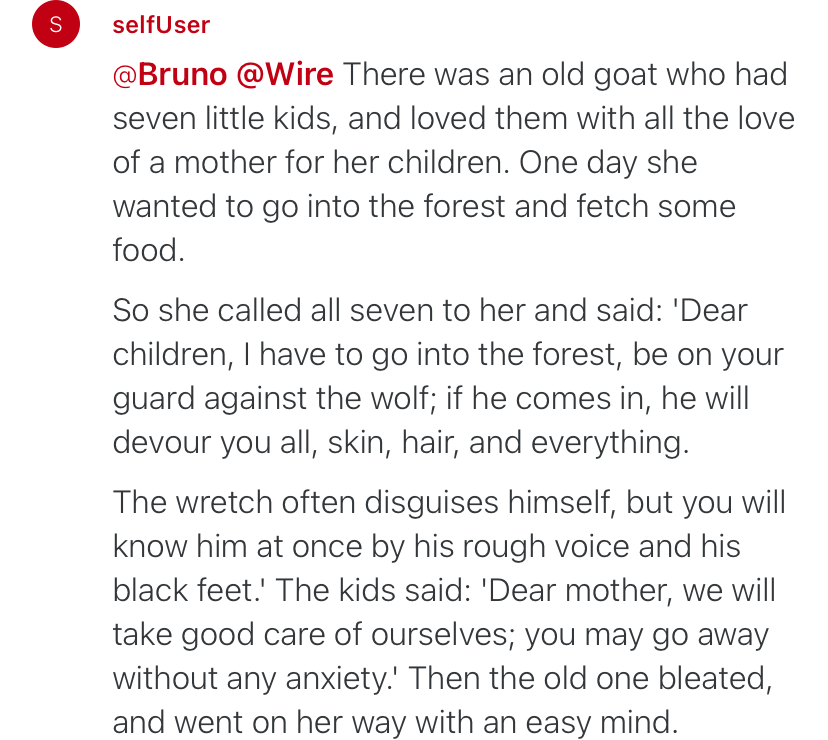 S
selfUser
@Bruno @Wire There was an old goat who had
seven little kids, and loved them with all the love
of a mother for her children. One day she
wanted to go into the forest and fetch some
food.
So she called all seven to her and said: 'Dear
children, I have to go into the forest, be on your
guard against the wolf; if he comes in, he will
devour you all, skin, hair, and everything.
The wretch often disguises himself, but you will
know him at once by his rough voice and his
black feet.' The kids said: 'Dear mother, we will
take good care of ourselves; you may go away
without any anxiety.' Then the old one bleated,
and went on her way with an easy mind.